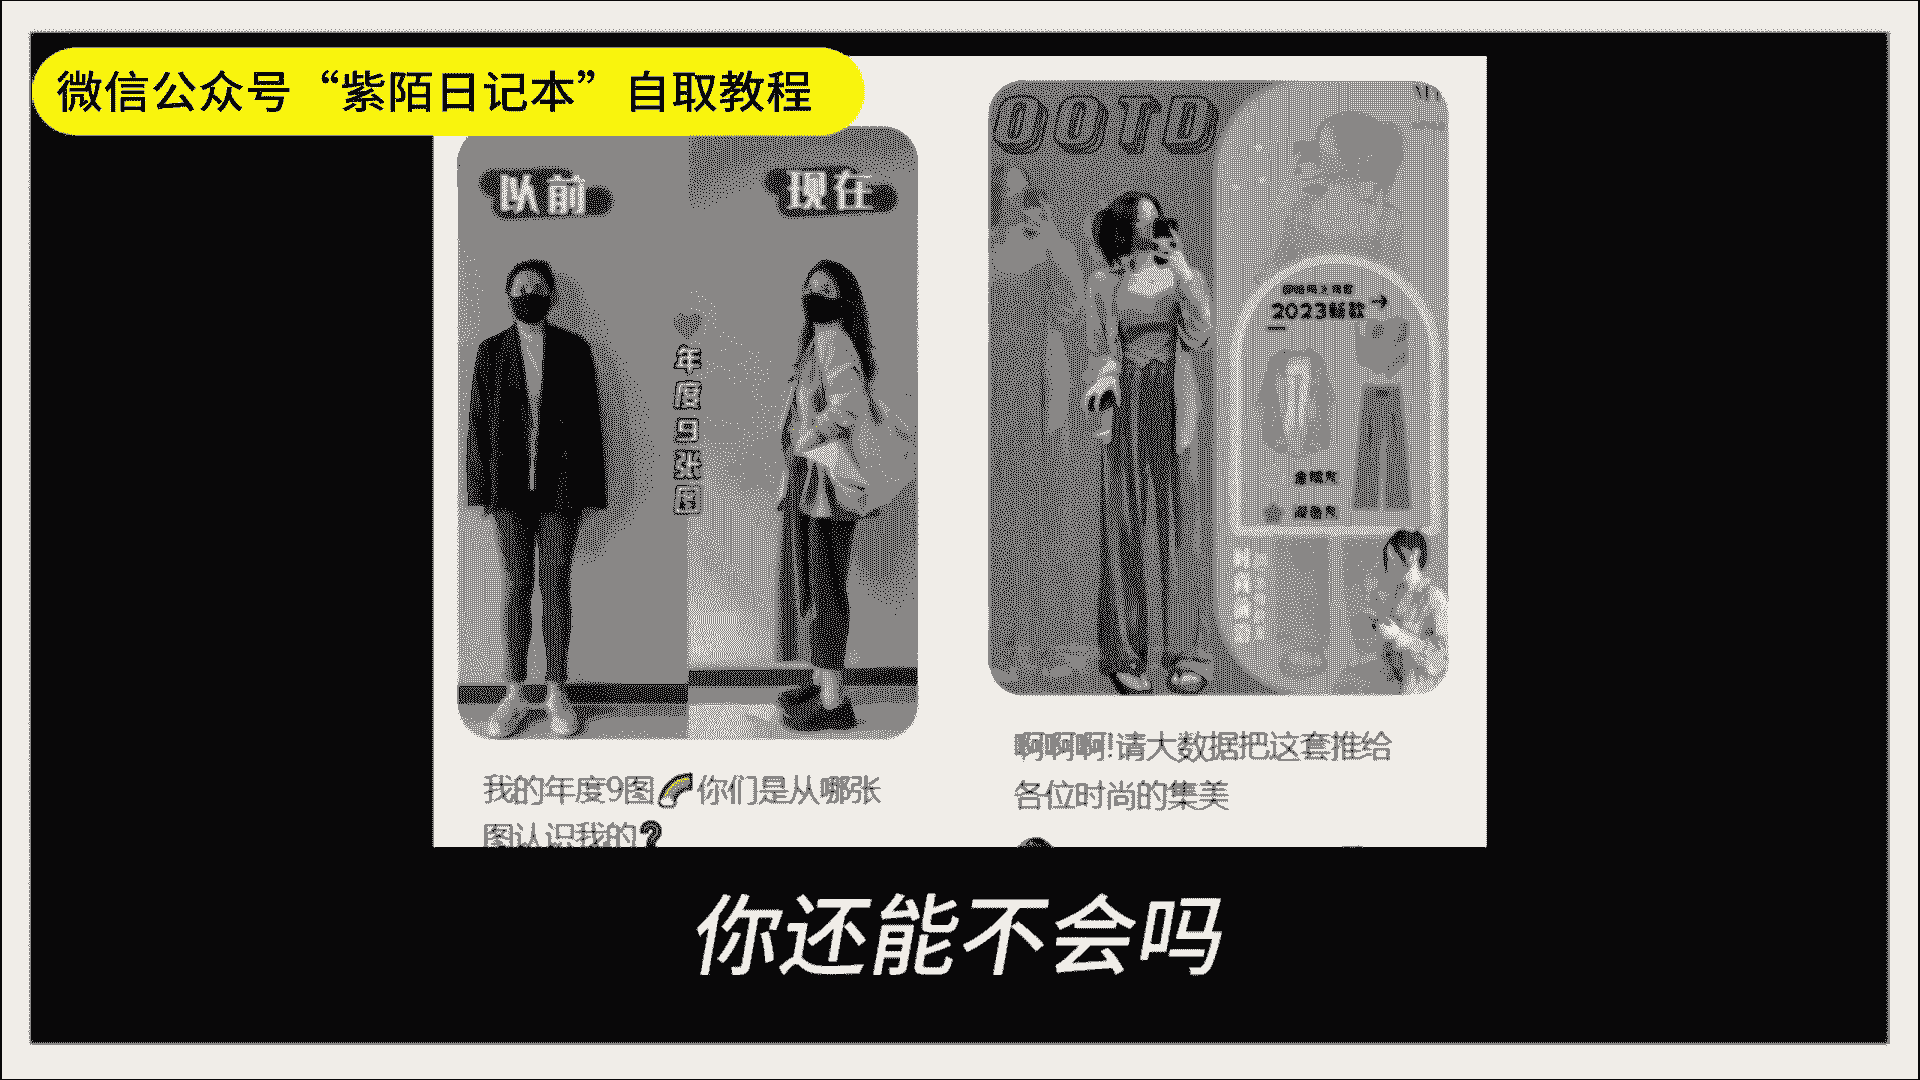 微信公众号“紫陌日记本”自取教程
以前
现在
年度9张图
OOTD
2023新款
我的年度9图🌈你们是从哪张
图认识我的❓
啊啊啊!请大数据把这套推给
各位时尚的集美
你还能不会吗